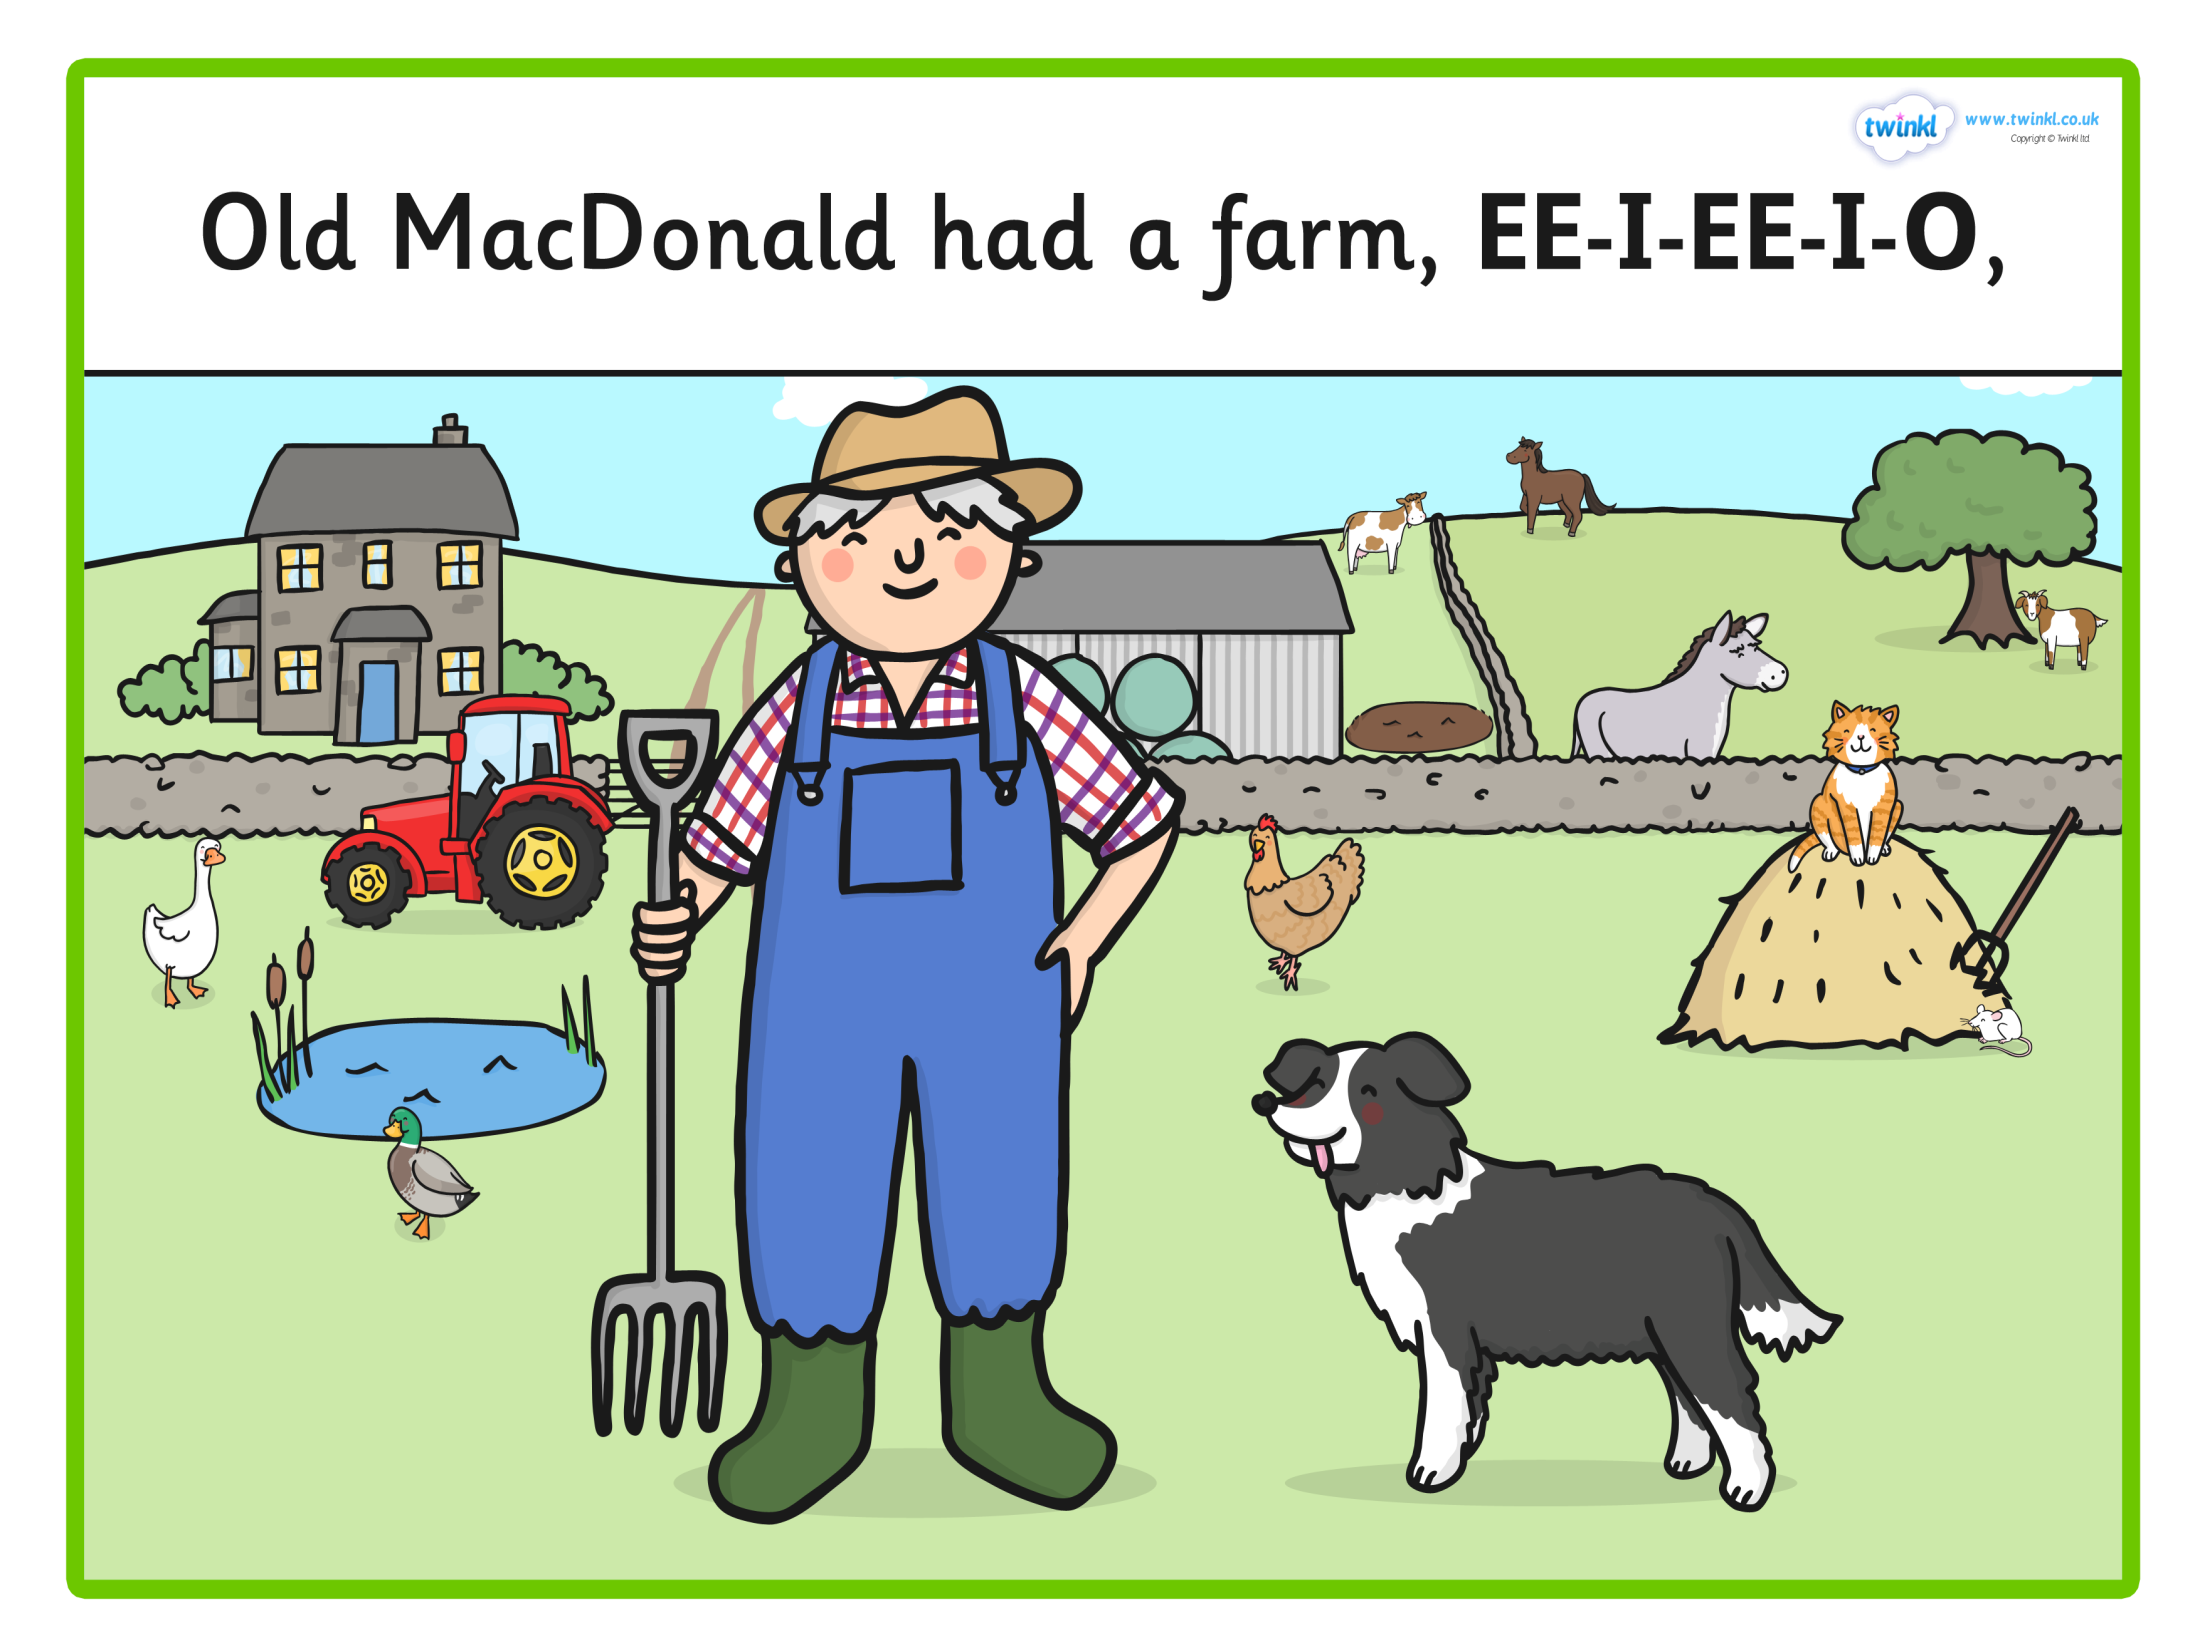 twinkl www.twinkl.co.uk
Copyright © Twinkl ltd
Old MacDonald had a farm, EE-I-EE-I-O,